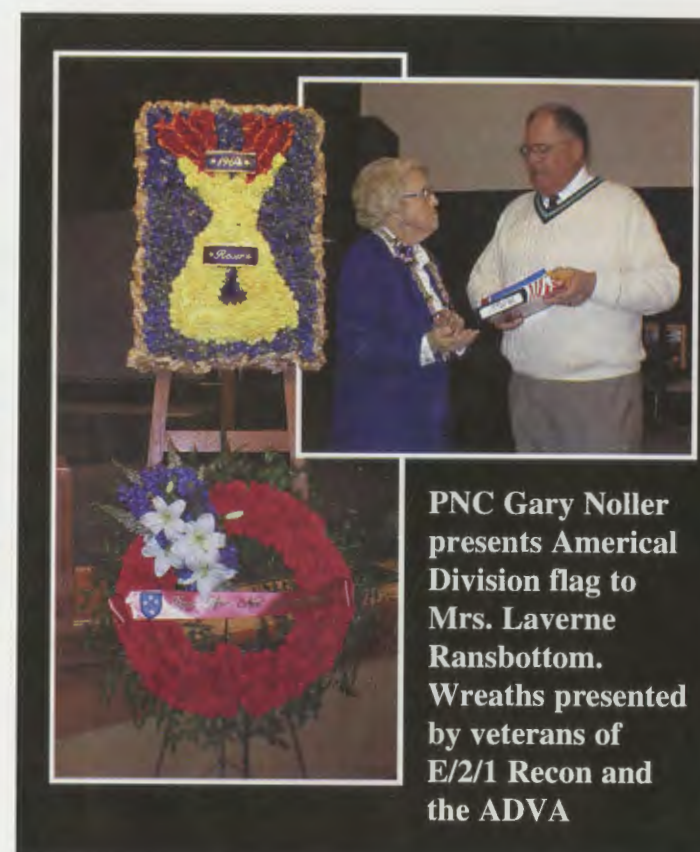 PNC Gary Noller
presents Americal
Division flag to
Mrs. Laverne
Ransbottom.
Wreaths presented
by veterans of
E/2/1 Recon and
the ADVA